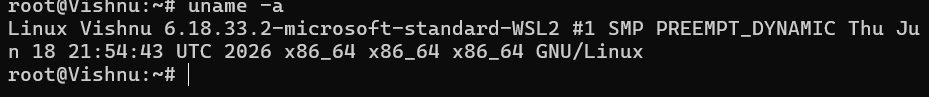 root@Vishnu:~# uname -a
Linux Vishnu 6.18.33.2-microsoft-standard-WSL2 #1 SMP PREEMPT_DYNAMIC Thu Ju
n 18 21:54:43 UTC 2026 x86_64 x86_64 x86_64 GNU/Linux
root@Vishnu:~#